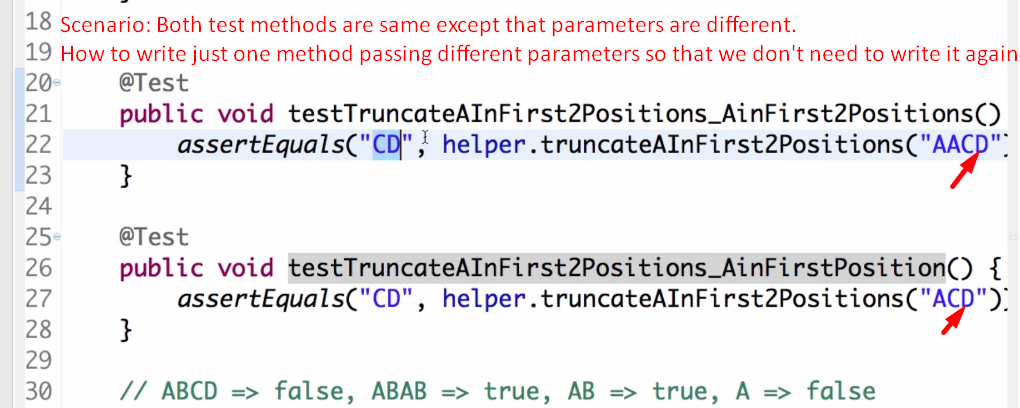 18 Scenario: Both test methods are same except that parameters are different.
19 How to write just one method passing different parameters so that we don't need to write it again
20 @Test
21 public void testTruncateAInFirst2Positions_AinFirst2Positions()
22 assertEquals("CD", helper.truncateAInFirst2Positions("AACD")
23 }
24
25 @Test
26 public void testTruncateAInFirst2Positions_AinFirstPosition() {
27 assertEquals("CD", helper.truncateAInFirst2Positions("ACD"))
28 }
29
30 // ABCD => false, ABAB => true, AB => true, A => false